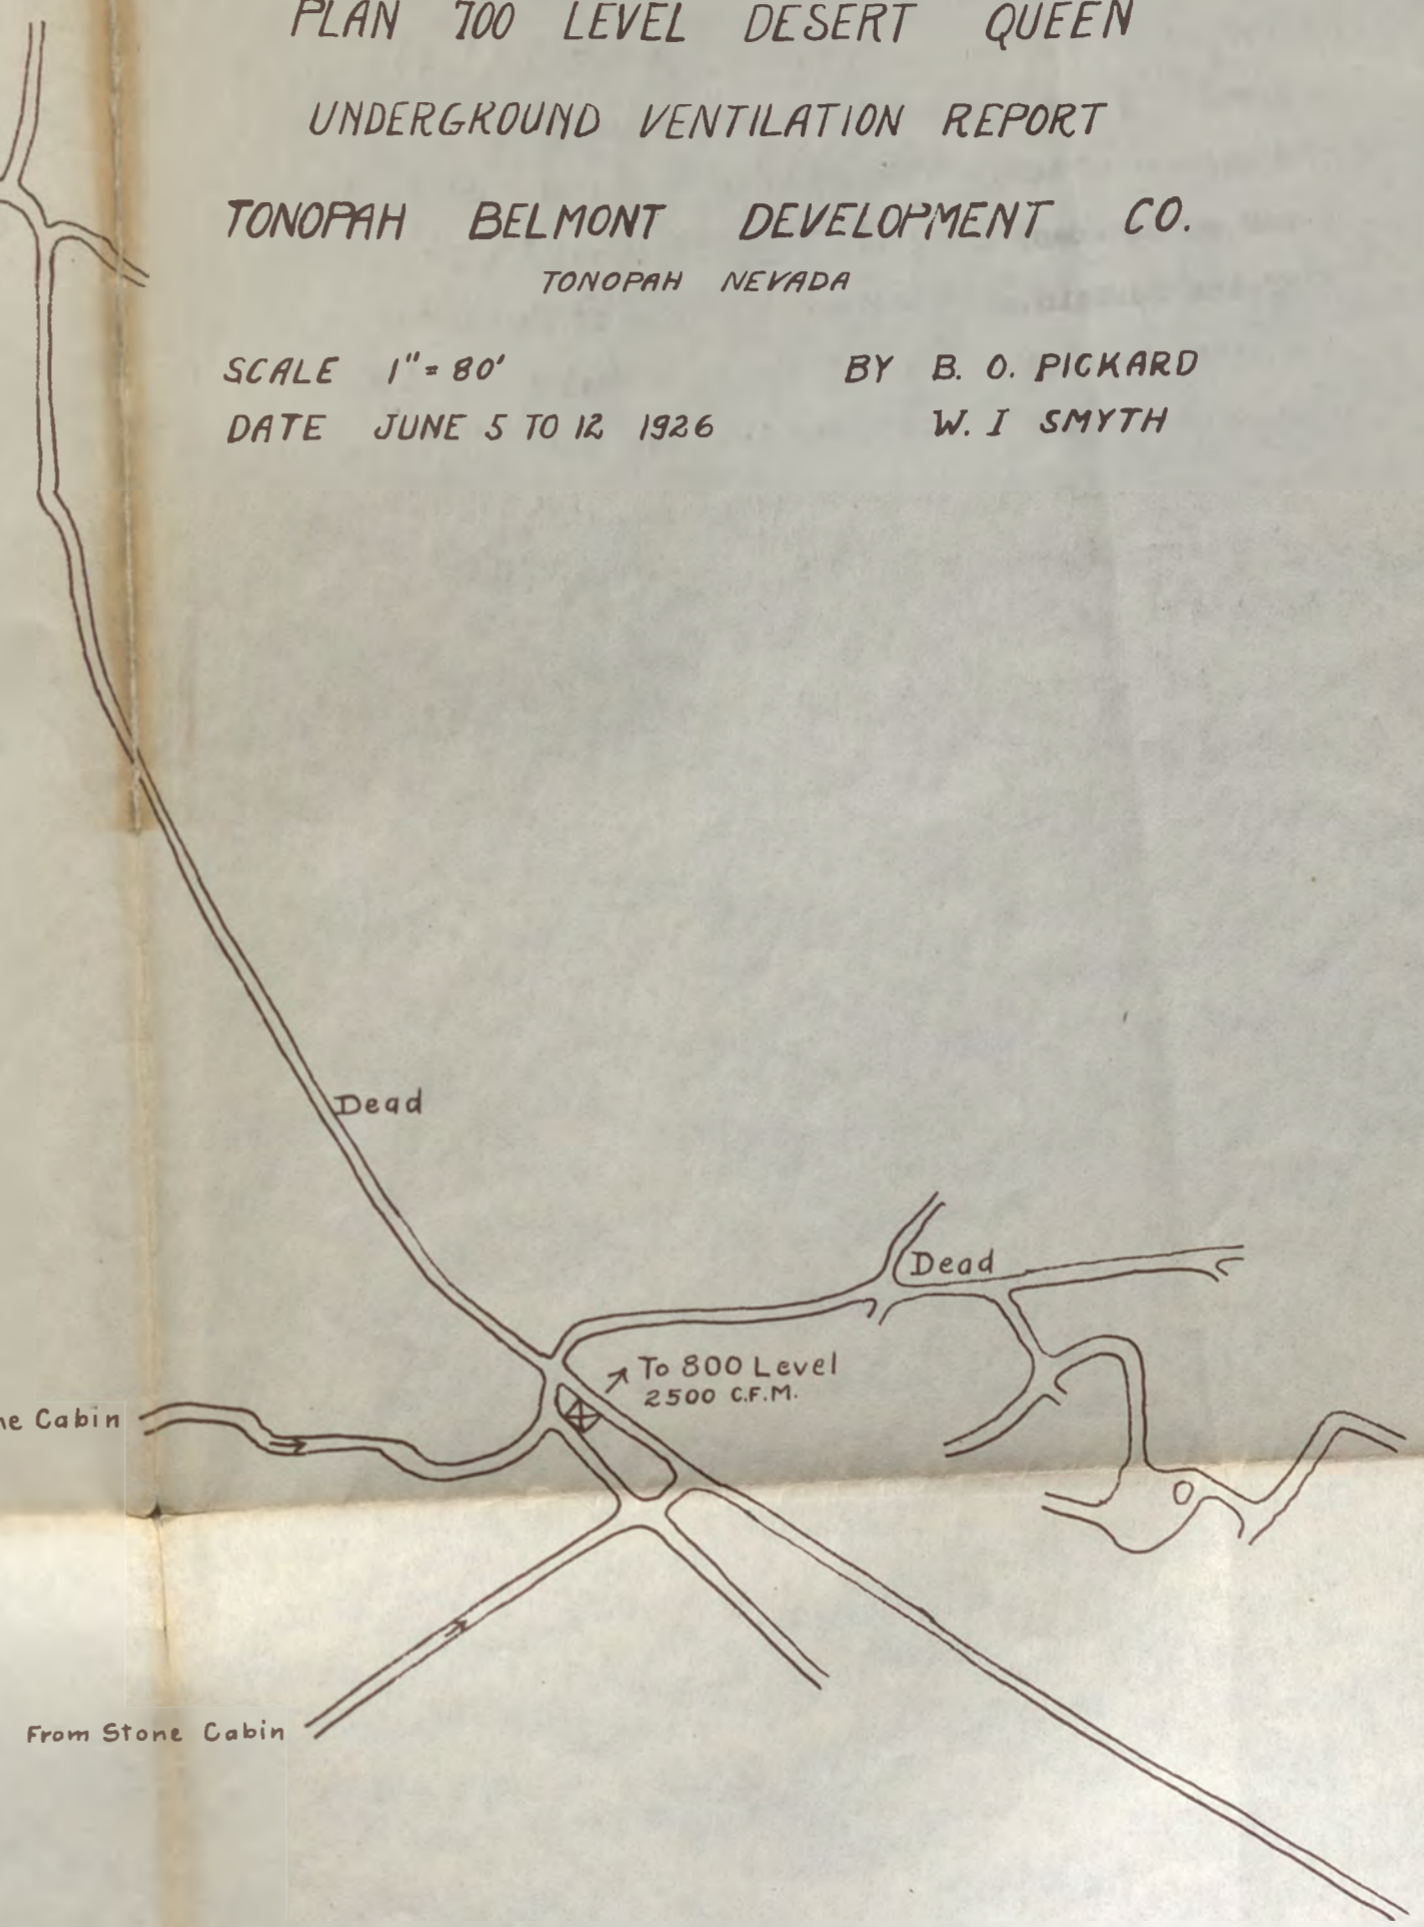 PLAN 700 LEVEL DESERT QUEEN
UNDERGROUND VENTILATION REPORT
TONOPAH BELMONT DEVELOPMENT CO.
TONOPAH NEVADA
SCALE 1" = 80'
BY B. O. PICKARD
DATE JUNE 5 TO 12 1926
W. I SMYTH
Dead
Dead
To 800 Level
2500 C.F.M.
Cabin
From Stone Cabin